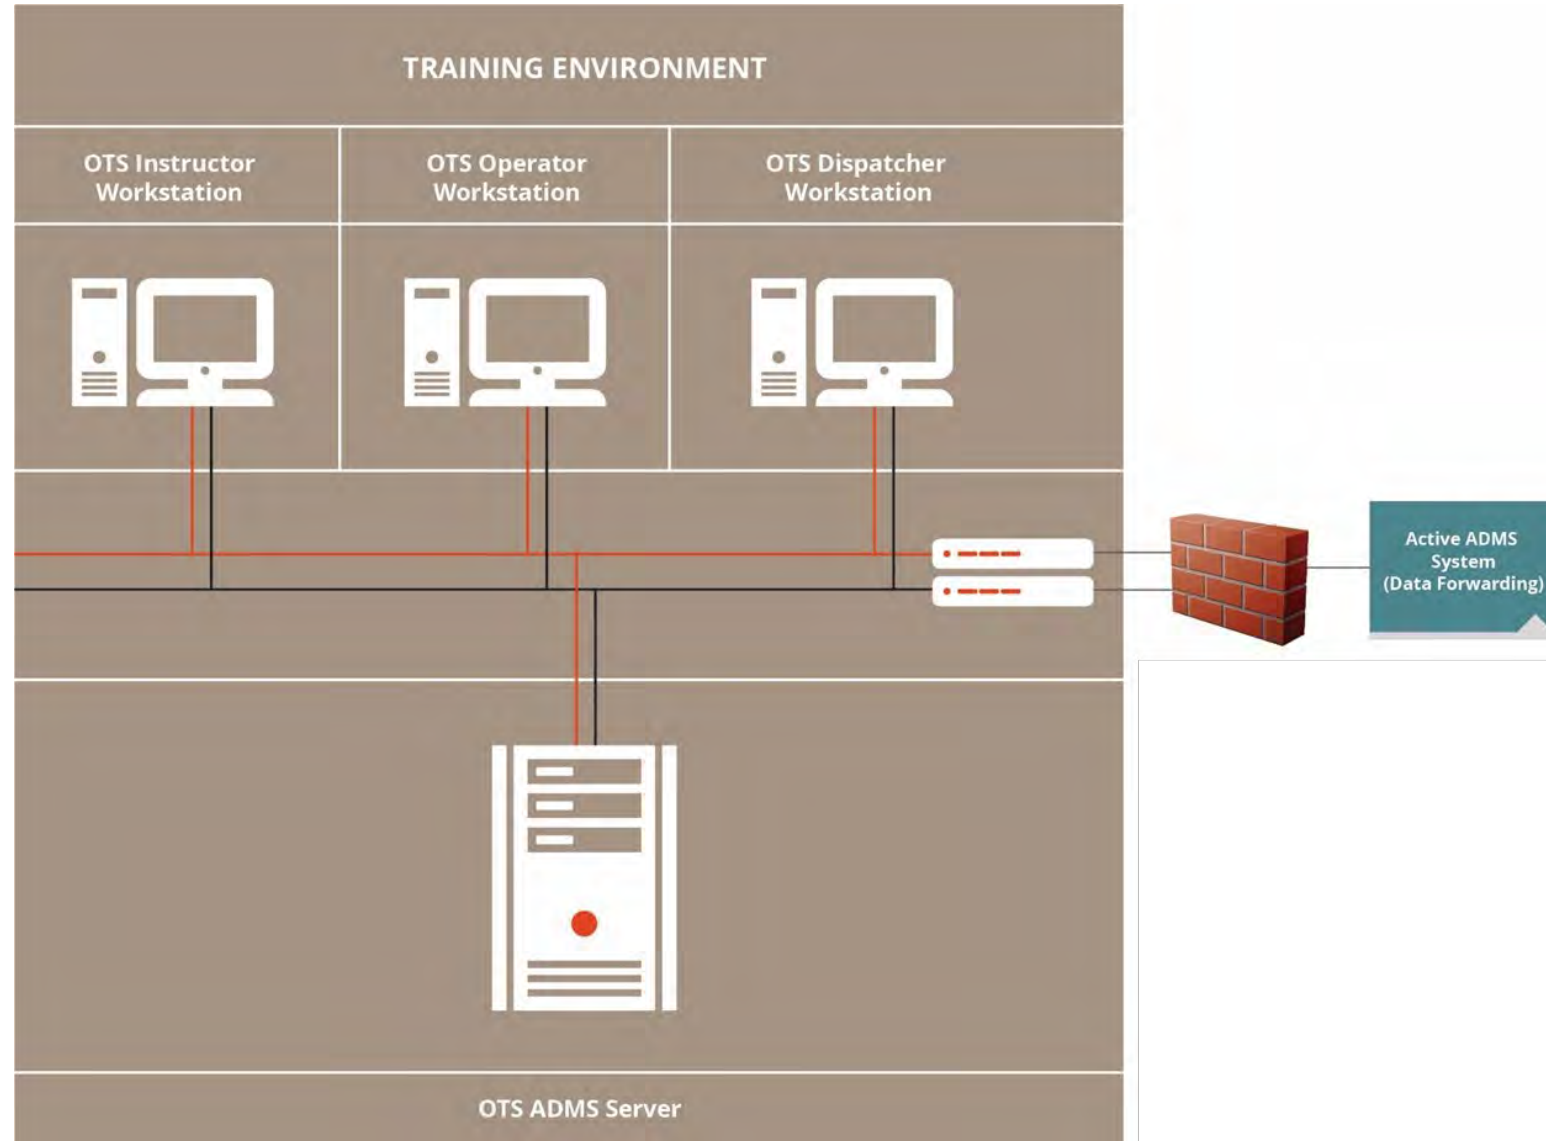 TRAINING ENVIRONMENT
OTS Instructor
Workstation
OTS Operator
Workstation
OTS Dispatcher
Workstation
Active ADMS
System
(Data Forwarding)
OTS ADMS Server